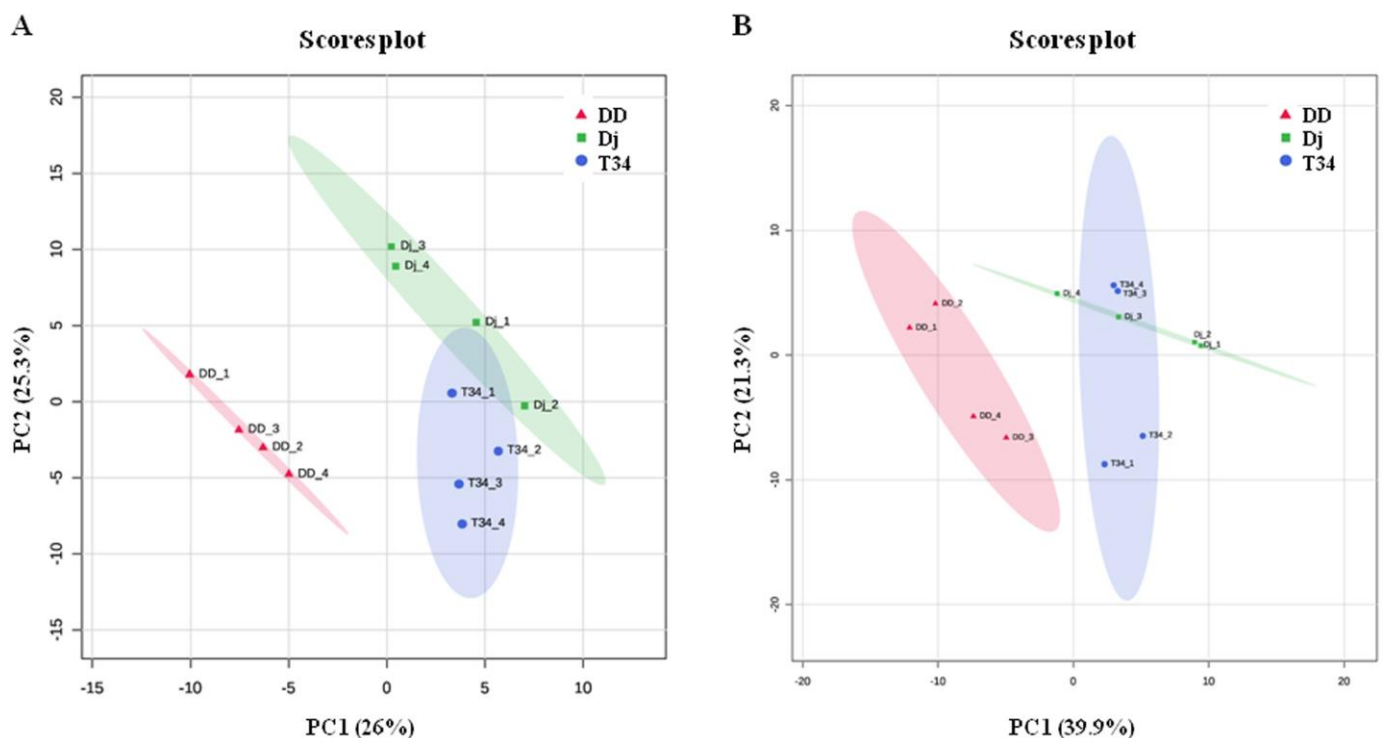 A
Scoresplot
DD
Dj
T34
20
15
10
5
0
-5
-10
-15
-15
-10
-5
0
5
10
PC2 (25.3%)
PC1 (26%)
Dj_3
Dj_4
Dj_1
DD_1
T34_1
Dj_2
DD_3
DD_2
T34_2
DD_4
T34_3
T34_4
B
Scoresplot
DD
Dj
T34
20
10
0
-10
-20
-20
-10
0
10
20
PC2 (21.3%)
PC1 (39.9%)
T34_4
T34_3
Dj_4
DD_2
Dj_3
DD_1
Dj_2
Dj_1
DD_4
DD_3
T34_2
T34_1